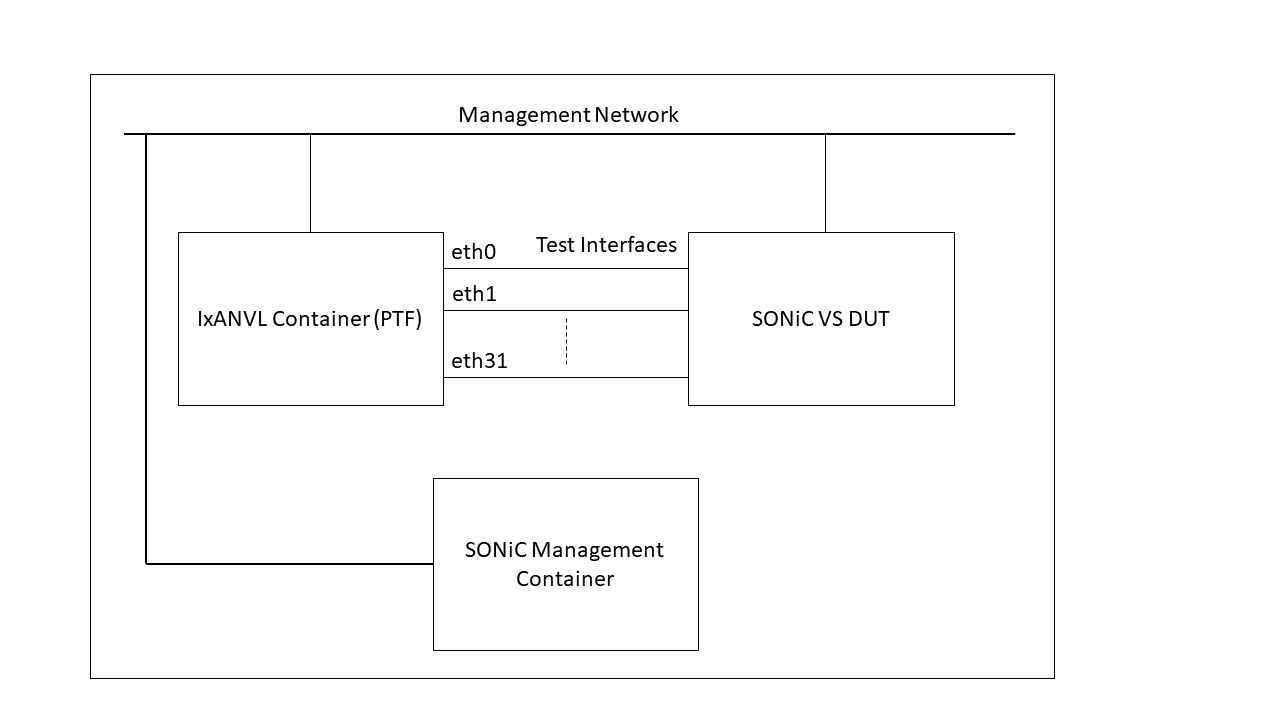 Management Network
eth0
Test Interfaces
eth1
IxANVL Container (PTF)
SONiC VS DUT
eth31
SONiC Management
Container